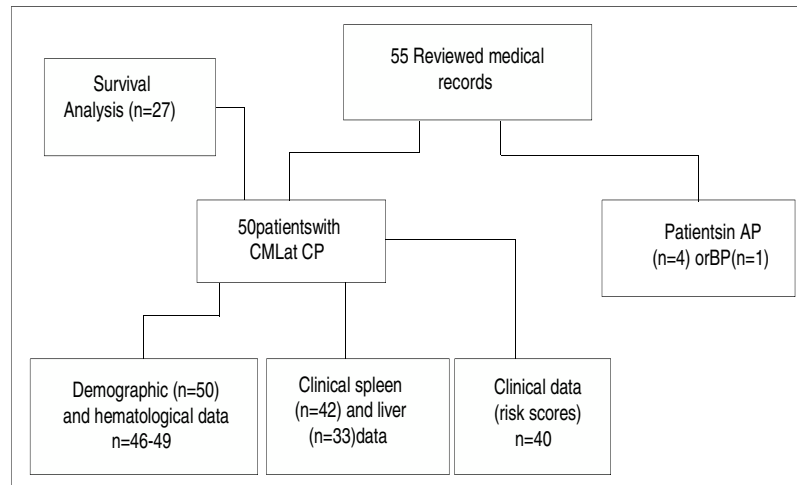 55 Reviewed medical
records
Survival
Analysis (n=27)
50patientswith
CMLat CP
Patientsin AP
(n=4) orBP(n=1)
Demographic (n=50)
and hematological data
n=46-49
Clinical spleen
(n=42) and liver
(n=33)data
Clinical data
(risk scores)
n=40